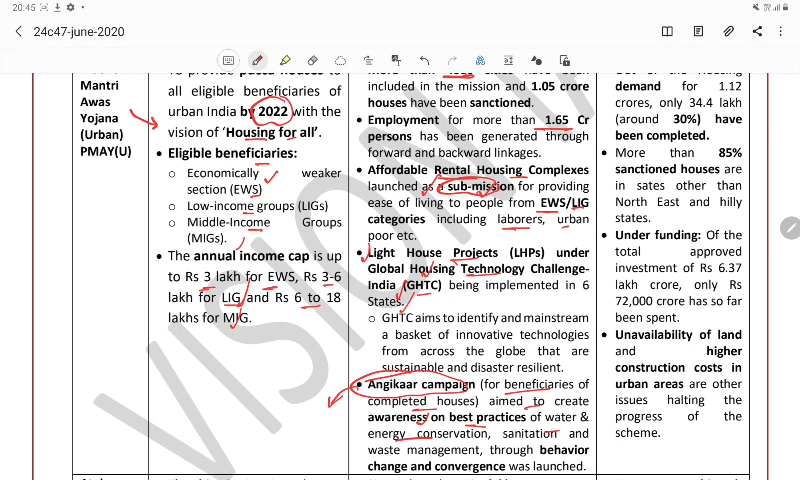 20:45
24c47-june-2020
Mantri
Awas
Yojana
(Urban)
PMAY(U)
all eligible beneficiaries of
urban India by 2022 with the
vision of ‘Housing for all’.
• Eligible beneficiaries:
o Economically weaker
section (EWS)
o Low-income groups (LIGs)
o Middle-Income Groups
(MIGs).
• The annual income cap is up
to Rs 3 lakh for EWS, Rs 3-6
lakh for LIG and Rs 6 to 18
lakhs for MIG.
included in the mission and 1.05 crore
houses have been sanctioned.
• Employment for more than 1.65 Cr
persons has been generated through
forward and backward linkages.
• Affordable Rental Housing Complexes
launched as a sub-mission for providing
ease of living to people from EWS/LIG
categories including laborers, urban
poor etc.
• Light House Projects (LHPs) under
Global Housing Technology Challenge-
India (GHTC) being implemented in 6
States.
o GHTC aims to identify and mainstream
a basket of innovative technologies
from across the globe that are
sustainable and disaster resilient.
• Angikaar campaign (for beneficiaries of
completed houses) aimed to create
awareness on best practices of water &
energy conservation, sanitation and
waste management, through behavior
change and convergence was launched.
demand for 1.12
crores, only 34.4 lakh
(around 30%) have
been completed.
• More than 85%
sanctioned houses are
in sates other than
North East and hilly
states.
• Under funding: Of the
total approved
investment of Rs 6.37
lakh crore, only Rs
72,000 crore has so far
been spent.
• Unavailability of land
and higher
construction costs in
urban areas are other
issues halting the
progress of the
scheme.
VISION